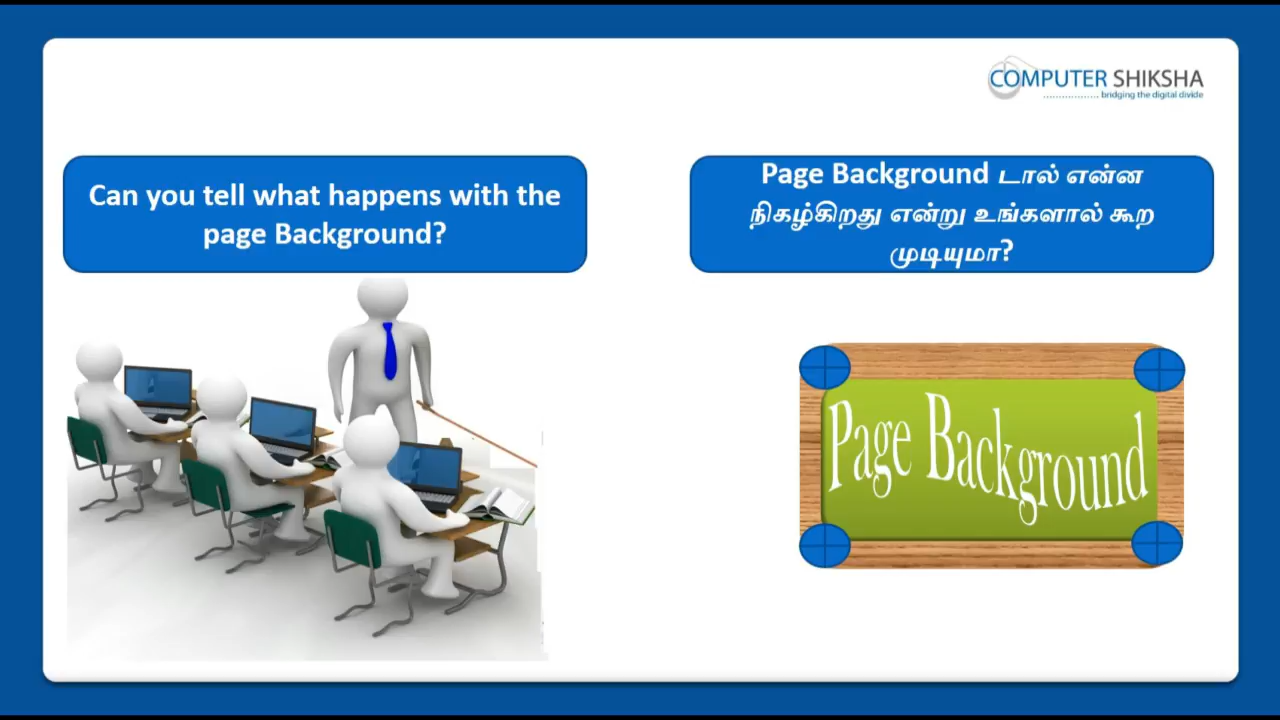 COMPUTER SHIKSHA
bridging the digital divide
Can you tell what happens with the
page Background?
Page Background டால் என்ன
நிகழ்கிறது என்று உங்களால் கூற
முடியுமா?
Page Background